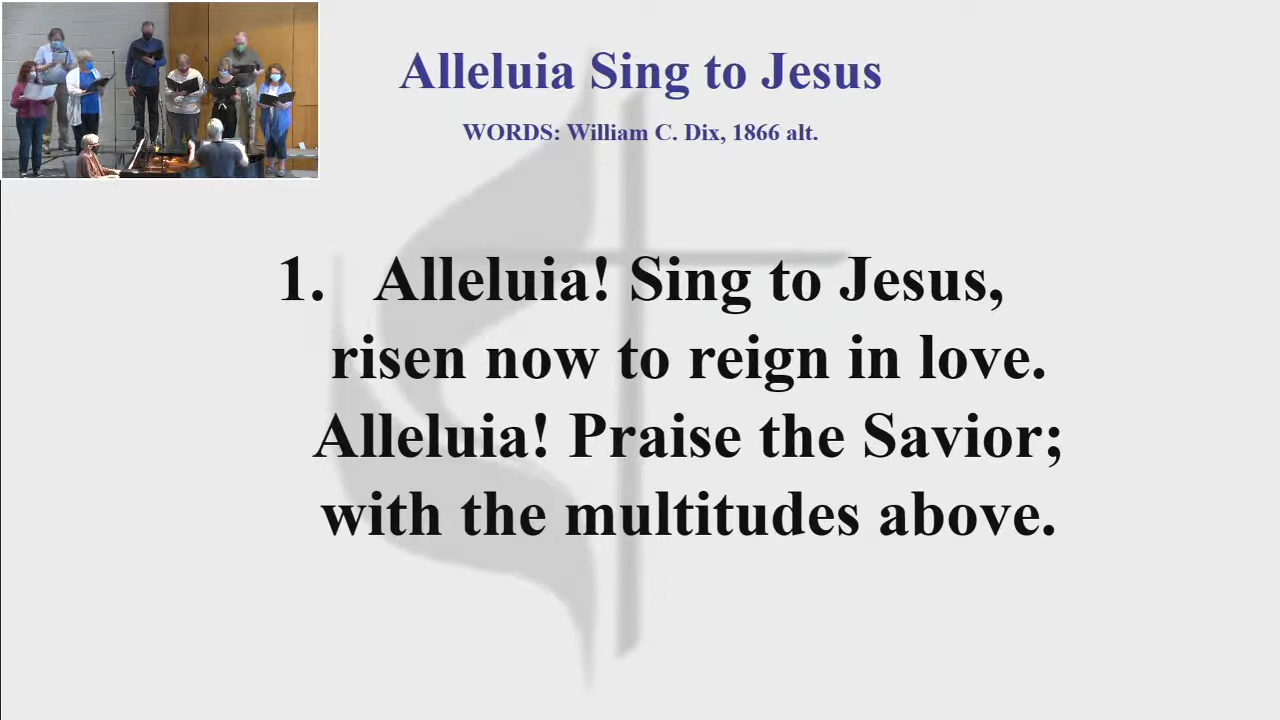 Alleluia Sing to Jesus
WORDS: William C. Dix, 1866 alt.
1. Alleluia! Sing to Jesus,
risen now to reign in love.
Alleluia! Praise the Savior;
with the multitudes above.